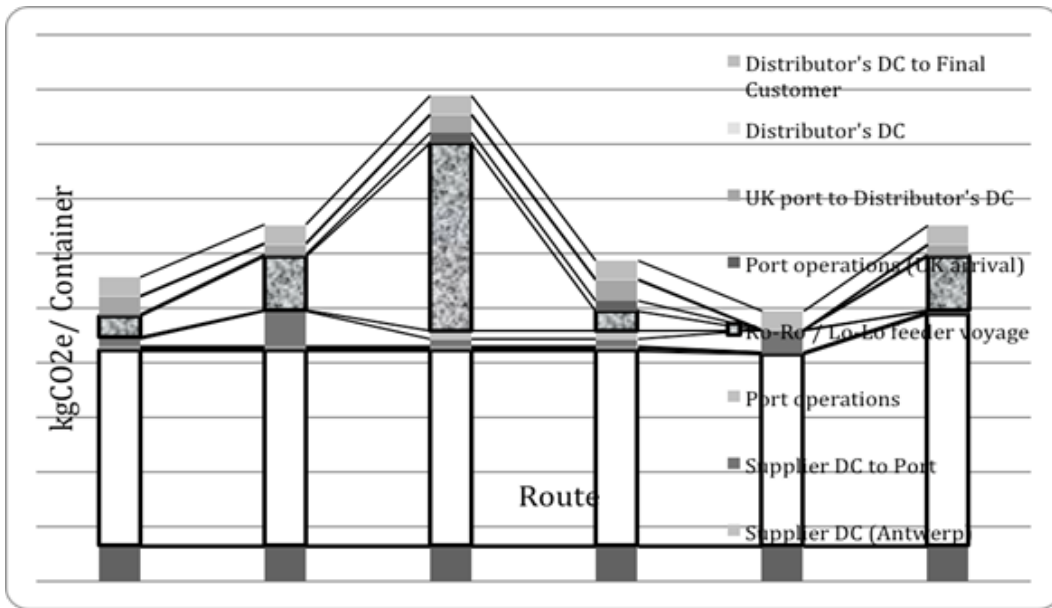 kgCO2e/ Container
Distributor's DC to Final
Customer
Distributor's DC
UK port to Distributor's DC
Port operations (UK arrival)
Ro-Ro / Lo-Lo feeder voyage
Port operations
Supplier DC to Port
Supplier DC (Antwerp)
Route